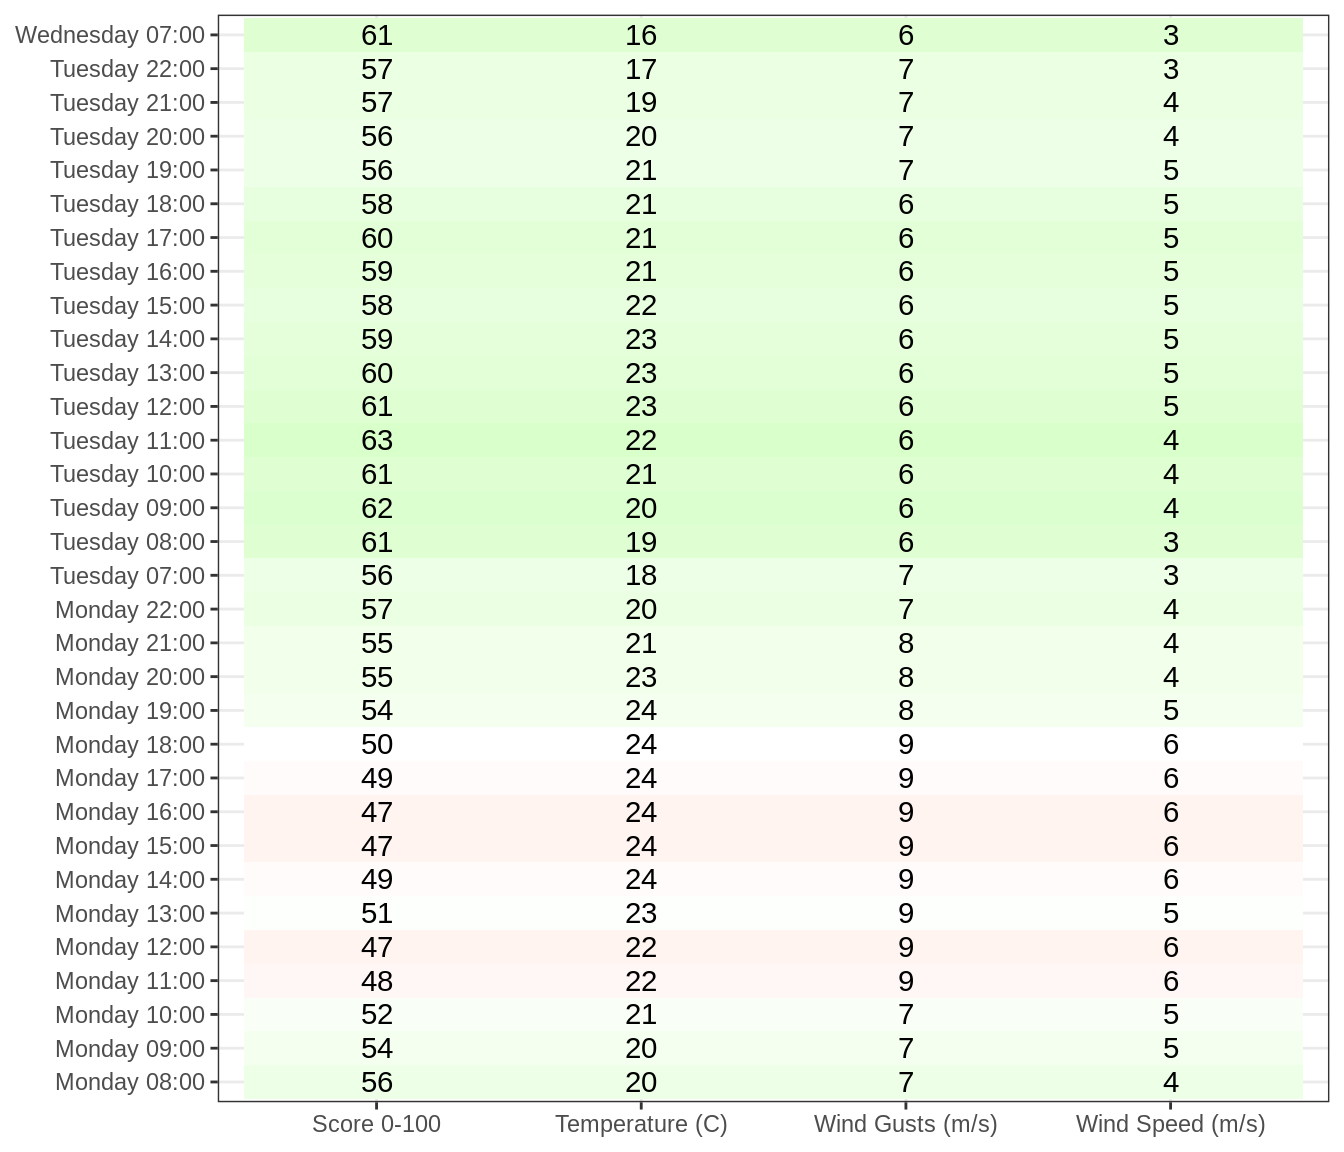 Wednesday 07:00 61 16 6 3
Tuesday 22:00 57 17 7 3
Tuesday 21:00 57 19 7 4
Tuesday 20:00 56 20 7 4
Tuesday 19:00 56 21 7 5
Tuesday 18:00 58 21 6 5
Tuesday 17:00 60 21 6 5
Tuesday 16:00 59 21 6 5
Tuesday 15:00 58 22 6 5
Tuesday 14:00 59 23 6 5
Tuesday 13:00 60 23 6 5
Tuesday 12:00 61 23 6 5
Tuesday 11:00 63 22 6 4
Tuesday 10:00 61 21 6 4
Tuesday 09:00 62 20 6 4
Tuesday 08:00 61 19 6 3
Tuesday 07:00 56 18 7 3
Monday 22:00 57 20 7 4
Monday 21:00 55 21 8 4
Monday 20:00 55 23 8 4
Monday 19:00 54 24 8 5
Monday 18:00 50 24 9 6
Monday 17:00 49 24 9 6
Monday 16:00 47 24 9 6
Monday 15:00 47 24 9 6
Monday 14:00 49 24 9 6
Monday 13:00 51 23 9 5
Monday 12:00 47 22 9 6
Monday 11:00 48 22 9 6
Monday 10:00 52 21 7 5
Monday 09:00 54 20 7 5
Monday 08:00 56 20 7 4
Score 0-100 Temperature (C) Wind Gusts (m/s) Wind Speed (m/s)